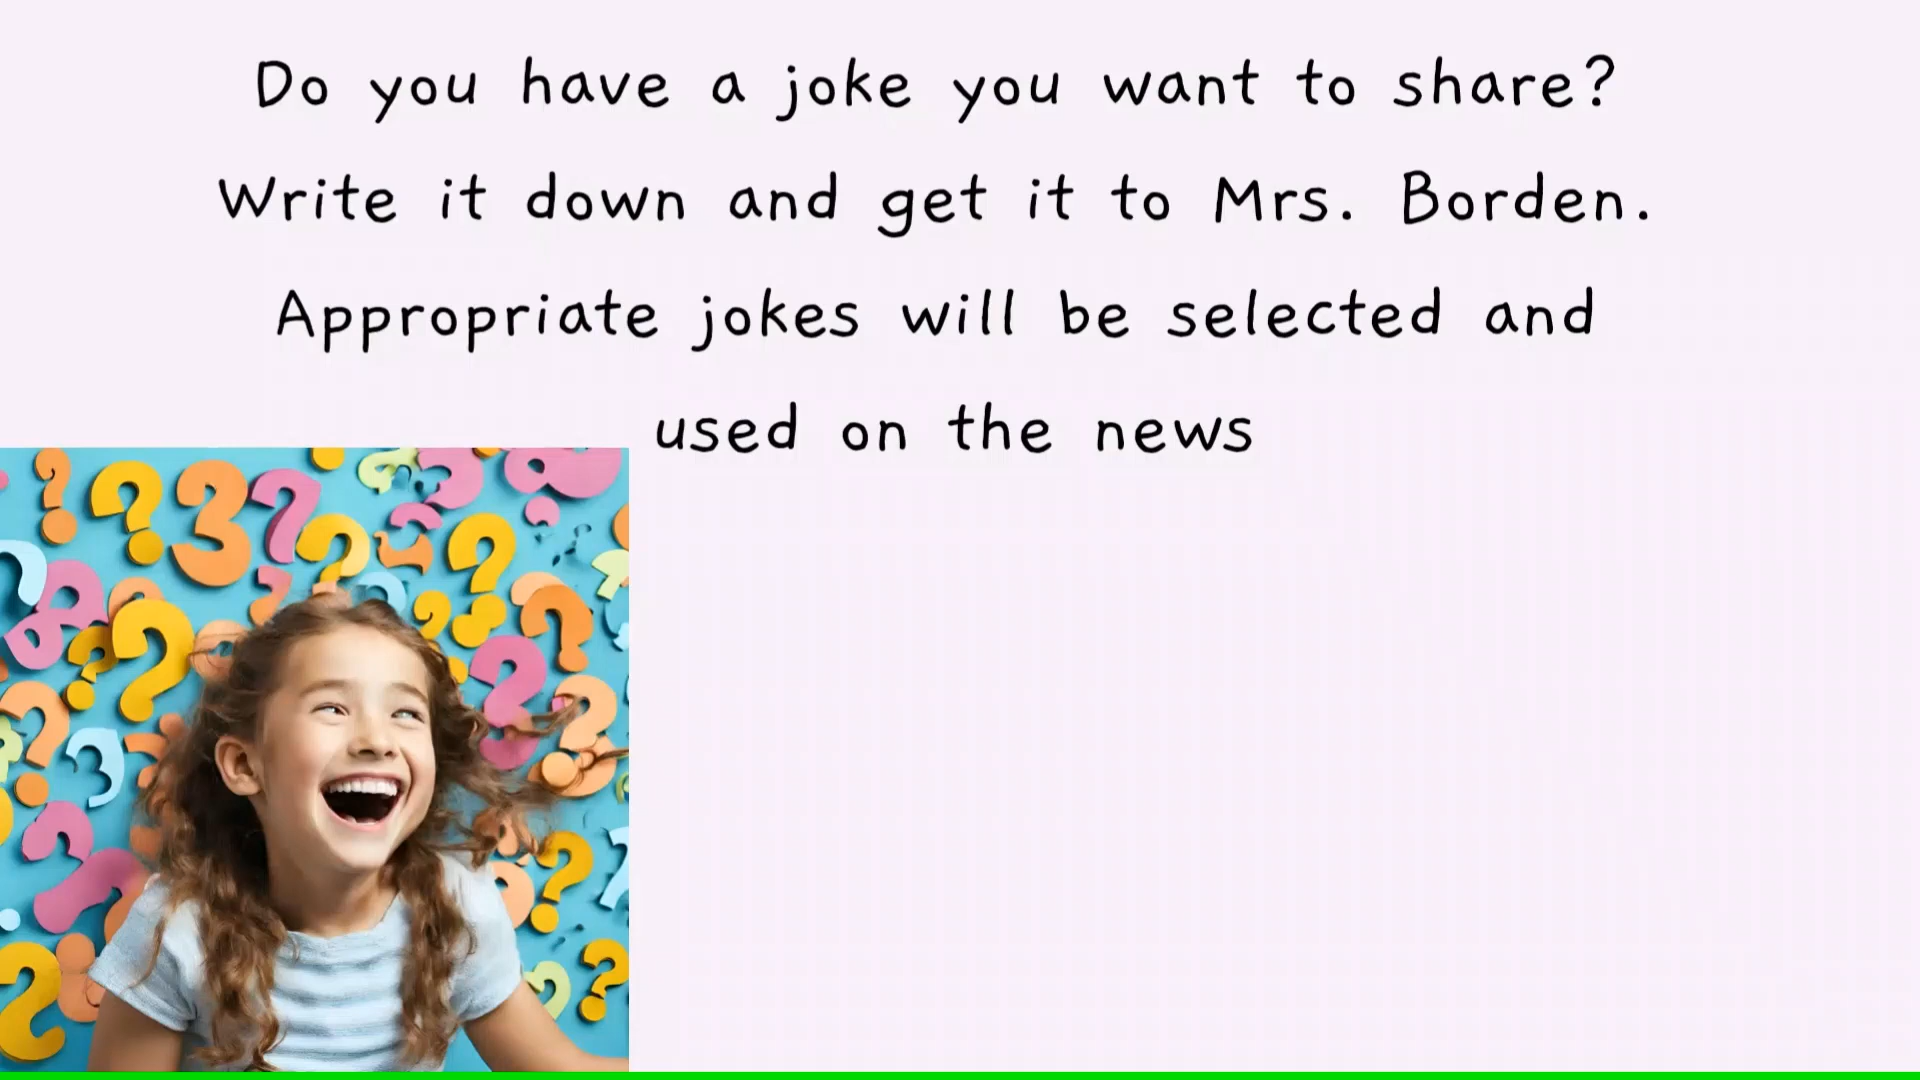 Do you have a joke you want to share?
Write it down and get it to Mrs. Borden.
Appropriate jokes will be selected and
used on the news